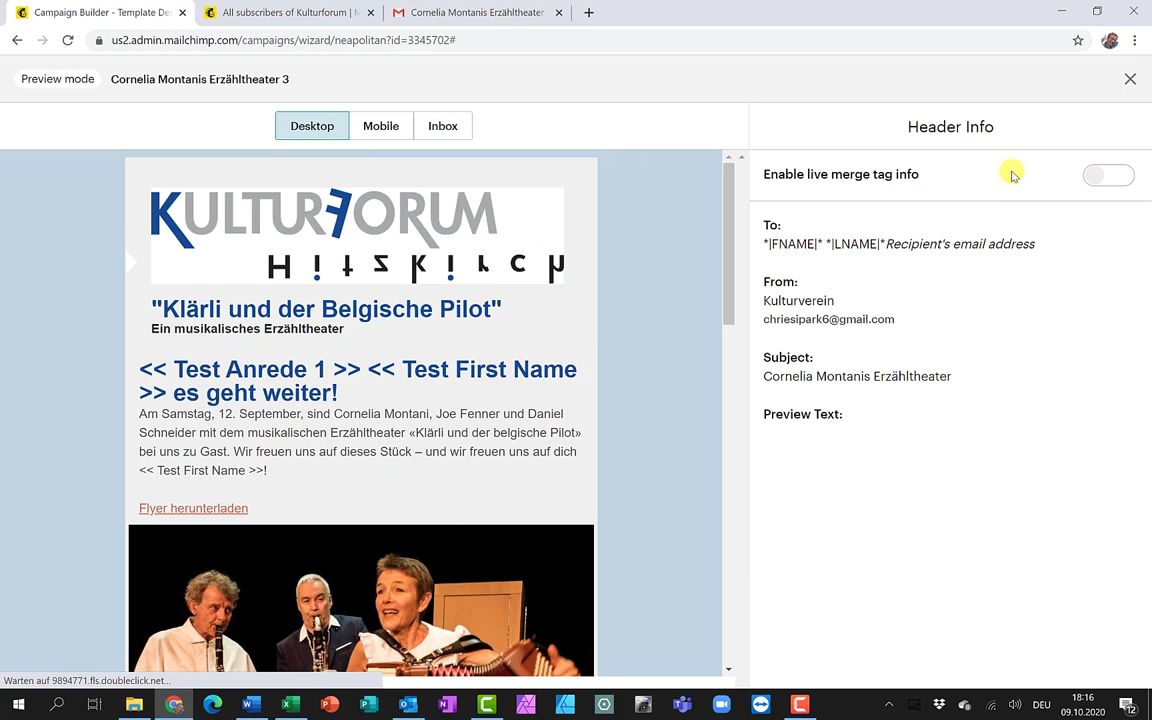 Campaign Builder - Template De
All subscribers of Kulturforum | M
Cornelia Montanis Erzähltheater
us2.admin.mailchimp.com/campaigns/wizard/neapolitan?id=3345702#
Preview mode
Cornelia Montanis Erzähltheater 3
Desktop
Mobile
Inbox
Header Info
Enable live merge tag info
KULTURFORUM
Hitzkirch
"Klärli und der Belgische Pilot"
Ein musikalisches Erzähltheater
<< Test Anrede 1 >> << Test First Name
>> es geht weiter!
Am Samstag, 12. September, sind Cornelia Montani, Joe Fenner und Daniel
Schneider mit dem musikalischen Erzähltheater «Klärli und der belgische Pilot»
bei uns zu Gast. Wir freuen uns auf dieses Stück – und wir freuen uns auf dich
<< Test First Name >>!
Flyer herunterladen
To:
*|FNAME|* *|LNAME|*Recipient's email address
From:
Kulturverein
chriesipark6@gmail.com
Subject:
Cornelia Montanis Erzähltheater
Preview Text:
Warten auf 9894771.fls.doubleclick.net...
DEU
18:16
09.10.2020
12